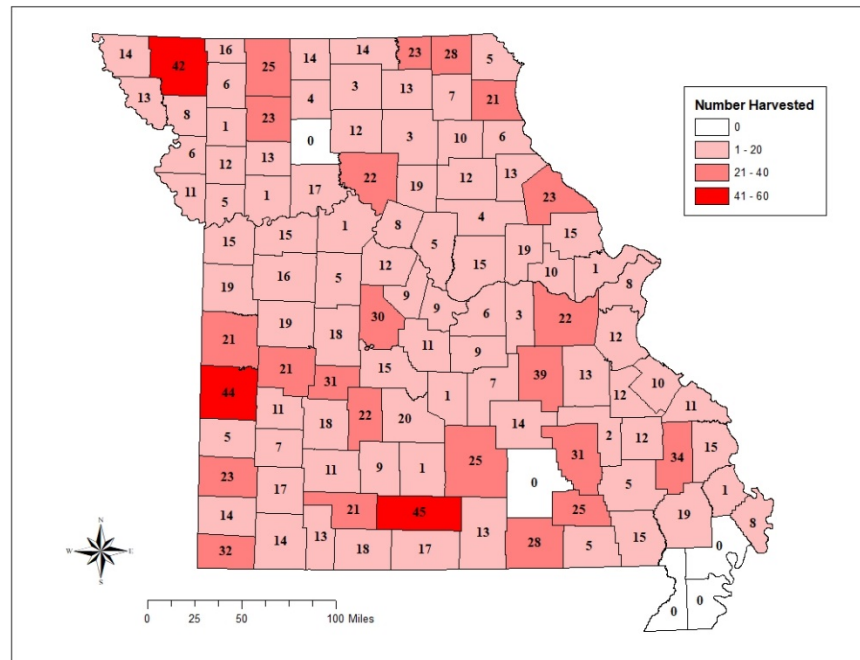 14 42 16 25 14 14 23 28 5
13 8 6 4 3 13 7 21
1 23 0 12 3 10 6
6 12 13 22 19 12 13 23
11 5 1 17
15 15 1 8 5 4 15
19 16 5 12 15 19 10 1 8
9 9
21 19 18 30 11 6 3 22 12
9
44 21 31 15 1 7 39 13 12 10 11
11 18 22 20 14
5 7 2 12 15
23 11 9 1 25 0 31 34
17 5 1
14 21 45 13 25 19 8
32 14 13 18 17 28 5 15 0
0 0
Number Harvested
0
1 - 20
21 - 40
41 - 60
N
W E
S
0 25 50 100 Miles